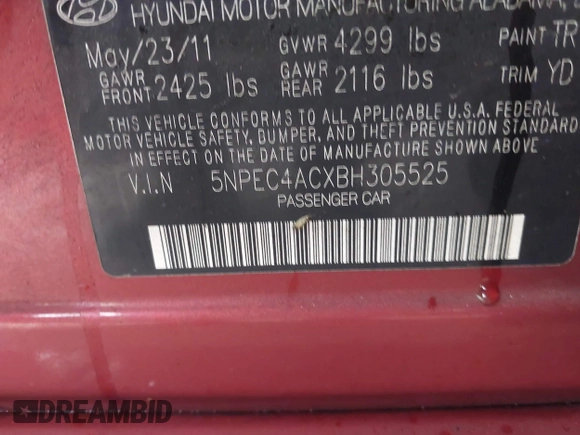 HYUNDAI MOTOR MANUFACTURING ALABAMA,
May/23/11 GVWR 4299 lbs PAINT TR
GAWR FRONT 2425 lbs GAWR REAR 2116 lbs TRIM YD
THIS VEHICLE CONFORMS TO ALL APPLICABLE U.S.A. FEDERAL
MOTOR VEHICLE SAFETY, BUMPER, AND THEFT PREVENTION
STANDARDS IN EFFECT ON THE DATE OF MANUFACTURE SHOWN ABOVE.
V.I.N 5NPEC4ACXBH305525
PASSENGER CAR
DREAMBID